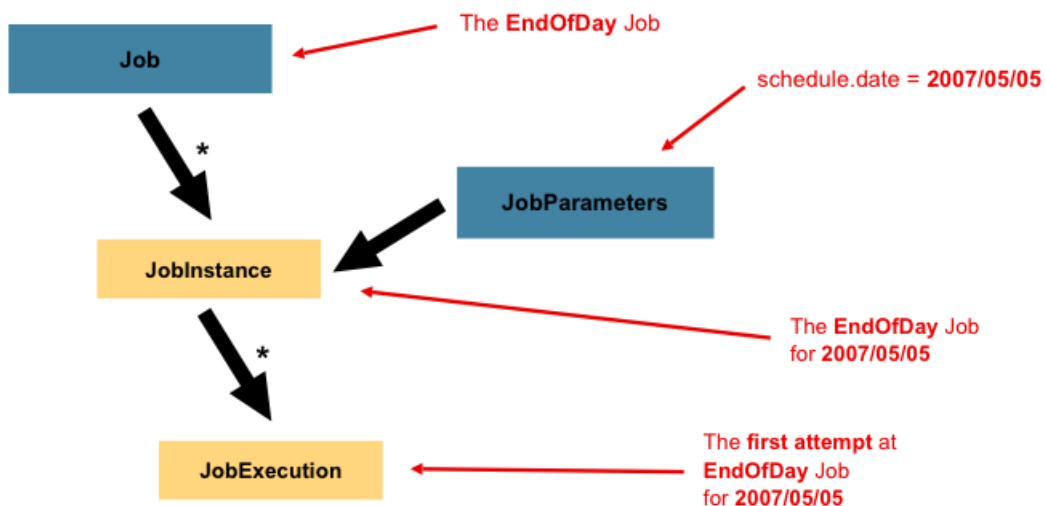 The EndOfDay Job
Job
schedule.date = 2007/05/05
*
JobParameters
JobInstance
The EndOfDay Job
for 2007/05/05
*
The first attempt at
EndOfDay Job
for 2007/05/05
JobExecution